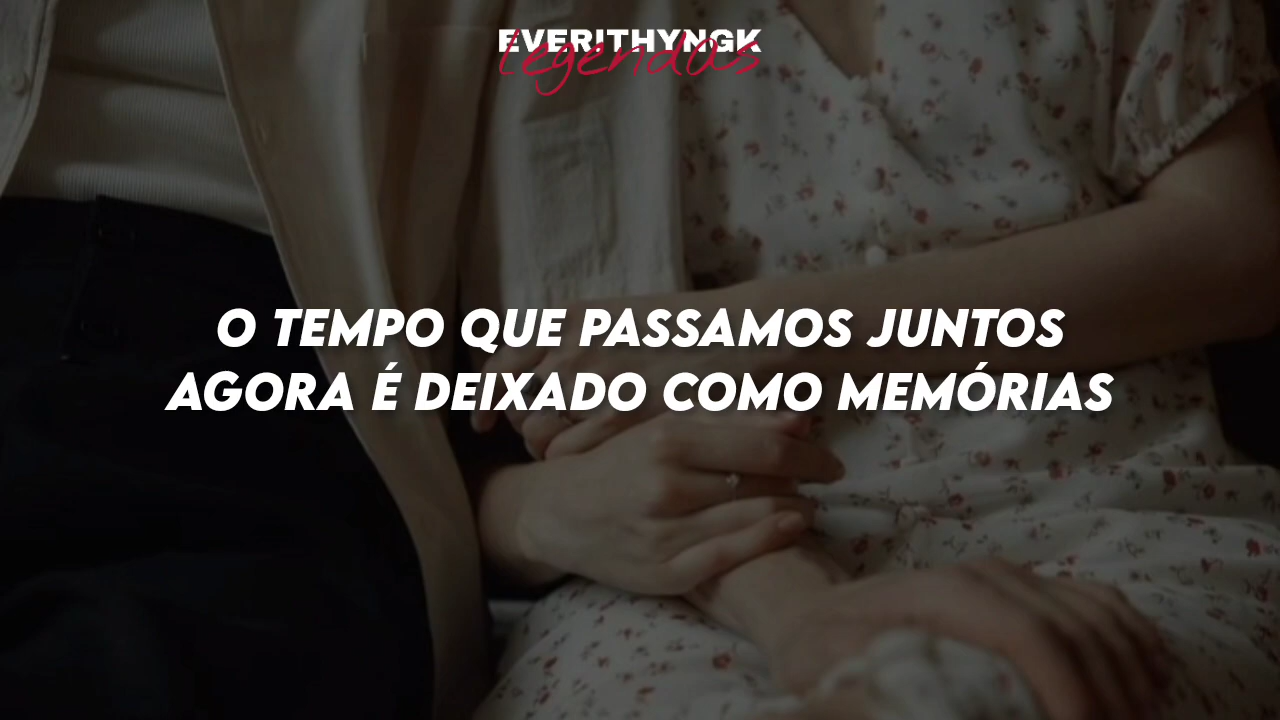 EVERITHYNGK
legendas
O TEMPO QUE PASSAMOS JUNTOS
AGORA É DEIXADO COMO MEMÓRIAS